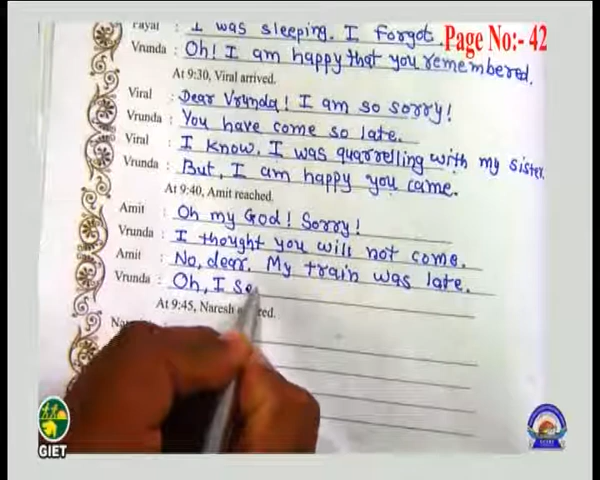 Payal : I was sleeping. I forgot.
Page No:- 42
Vrunda : Oh! I am happy that you remembered.
At 9:30, Viral arrived.
Viral : Dear Vrunda! I am so sorry!
Vrunda : You have come so late.
Viral : I know. I was quarrelling with my sister.
Vrunda : But, I am happy you came.
At 9:40, Amit reached.
Amit : Oh my God! Sorry!
Vrunda : I thought you will not come.
Amit : No, dear. My train was late.
Vrunda : Oh, I se
At 9:45, Naresh
GIET